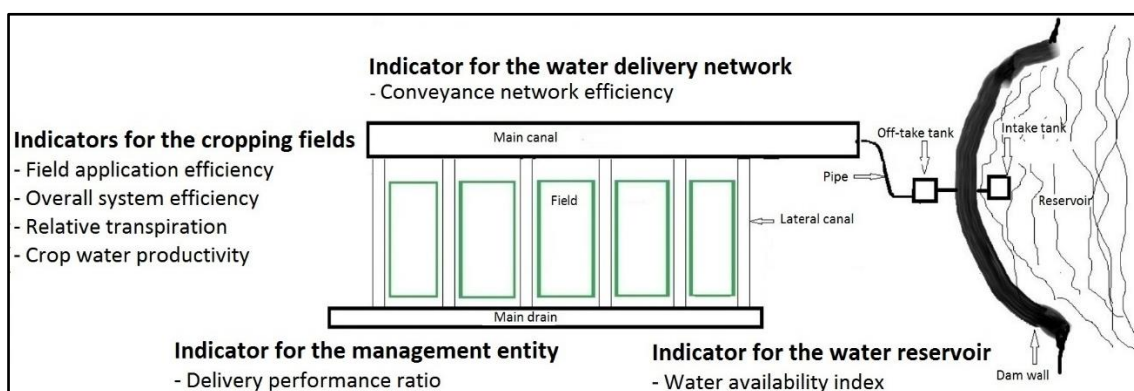 Indicator for the water delivery network
- Conveyance network efficiency
Indicators for the cropping fields
- Field application efficiency
- Overall system efficiency
- Relative transpiration
- Crop water productivity
Main canal
Off-take tank
Intake tank
Pipe
Field
Reservoir
Lateral canal
Main drain
Indicator for the management entity
- Delivery performance ratio
Indicator for the water reservoir
- Water availability index
Dam wall